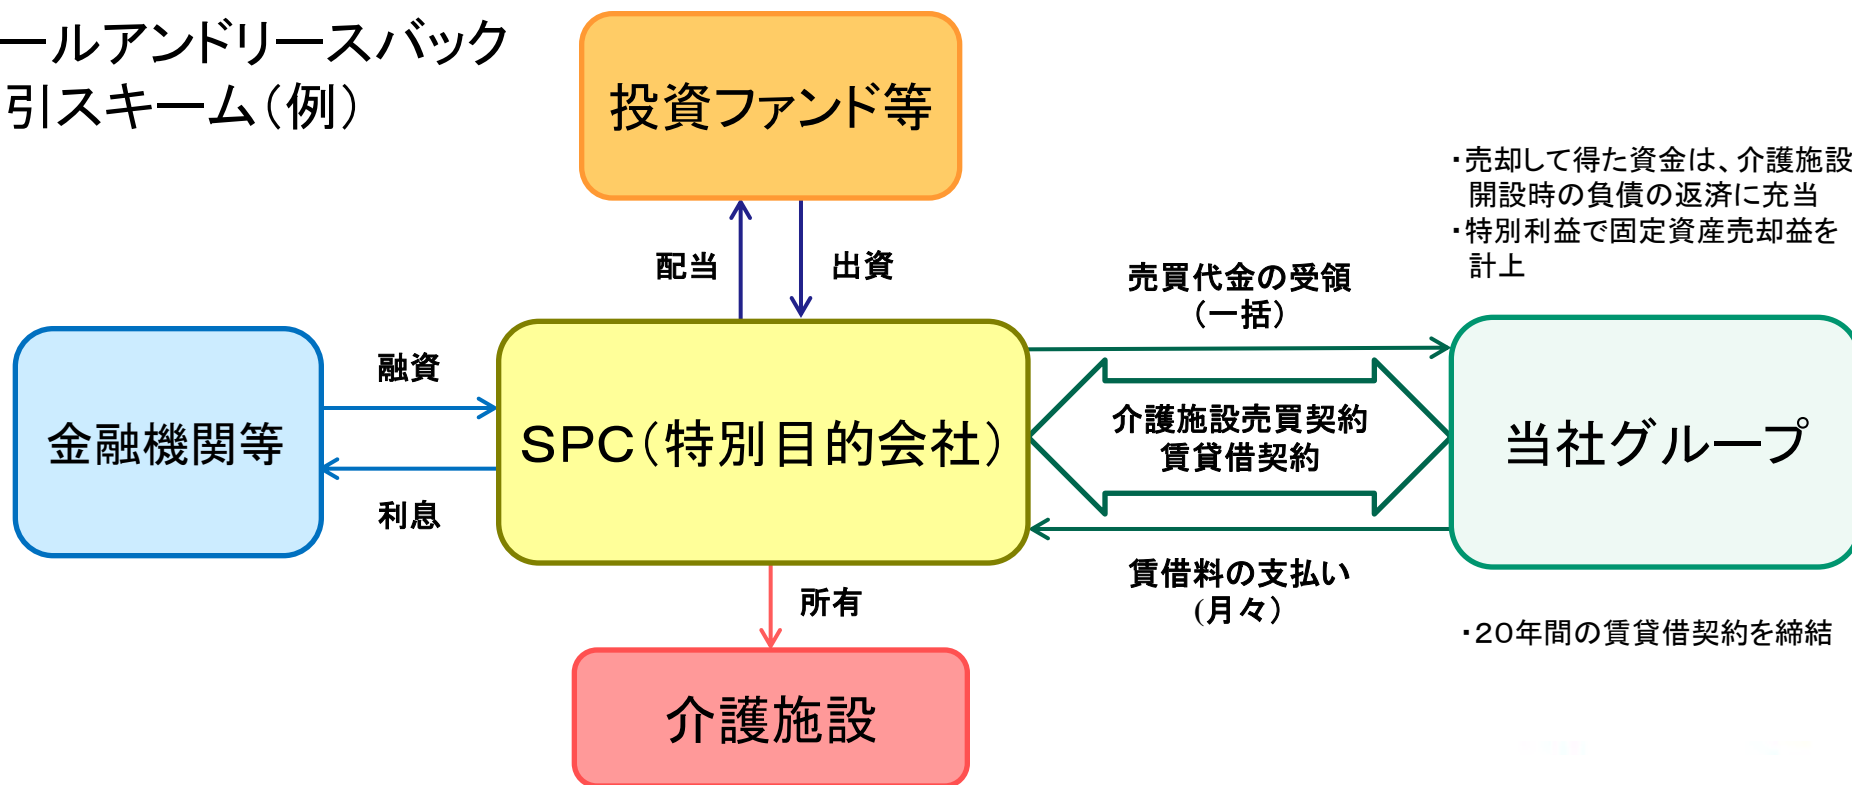 ールアンドリースバック
引スキーム（例）
投資ファンド等
・売却して得た資金は、介護施設
開設時の負債の返済に充当
・特別利益で固定資産売却益を
計上
配当
出資
売買代金の受領
（一括）
融資
金融機関等
SPC（特別目的会社）
介護施設売買契約
賃貸借契約
当社グループ
利息
賃借料の支払い
(月々）
所有
・２０年間の賃貸借契約を締結
介護施設